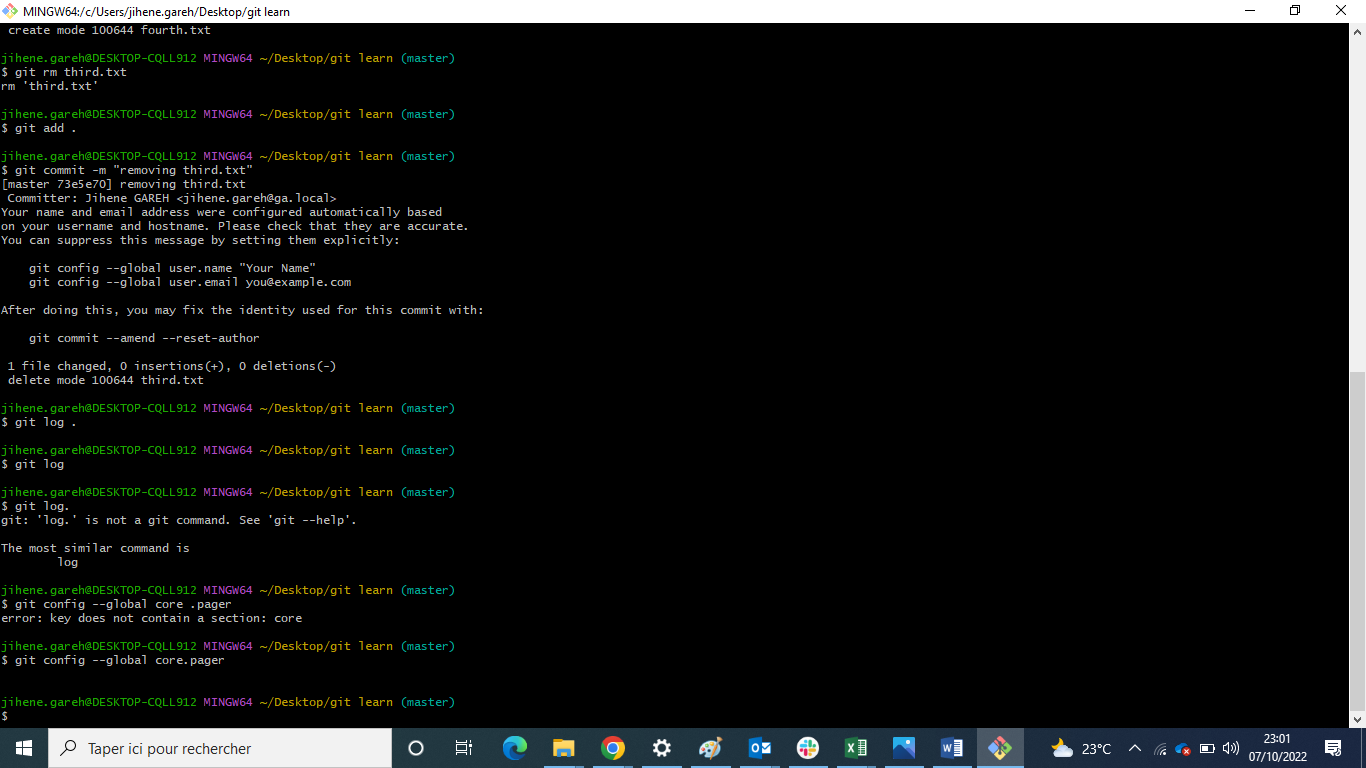 MINGW64:/c/Users/jihene.gareh/Desktop/git learn
create mode 100644 fourth.txt
jihene.gareh@DESKTOP-CQLL912 MINGW64 ~/Desktop/git learn (master)
$ git rm third.txt
rm 'third.txt'
jihene.gareh@DESKTOP-CQLL912 MINGW64 ~/Desktop/git learn (master)
$ git add .
jihene.gareh@DESKTOP-CQLL912 MINGW64 ~/Desktop/git learn (master)
$ git commit -m "removing third.txt"
[master 73e5e70] removing third.txt
Committer: Jihene GAREH <jihene.gareh@ga.local>
Your name and email address were configured automatically based
on your username and hostname. Please check that they are accurate.
You can suppress this message by setting them explicitly:
git config --global user.name "Your Name"
git config --global user.email you@example.com
After doing this, you may fix the identity used for this commit with:
git commit --amend --reset-author
1 file changed, 0 insertions(+), 0 deletions(-)
delete mode 100644 third.txt
jihene.gareh@DESKTOP-CQLL912 MINGW64 ~/Desktop/git learn (master)
$ git log .
jihene.gareh@DESKTOP-CQLL912 MINGW64 ~/Desktop/git learn (master)
$ git log
jihene.gareh@DESKTOP-CQLL912 MINGW64 ~/Desktop/git learn (master)
$ git log.
git: 'log.' is not a git command. See 'git --help'.
The most similar command is
log
jihene.gareh@DESKTOP-CQLL912 MINGW64 ~/Desktop/git learn (master)
$ git config --global core .pager
error: key does not contain a section: core
jihene.gareh@DESKTOP-CQLL912 MINGW64 ~/Desktop/git learn (master)
$ git config --global core.pager
jihene.gareh@DESKTOP-CQLL912 MINGW64 ~/Desktop/git learn (master)
$
Taper ici pour rechercher
23°C
23:01
07/10/2022